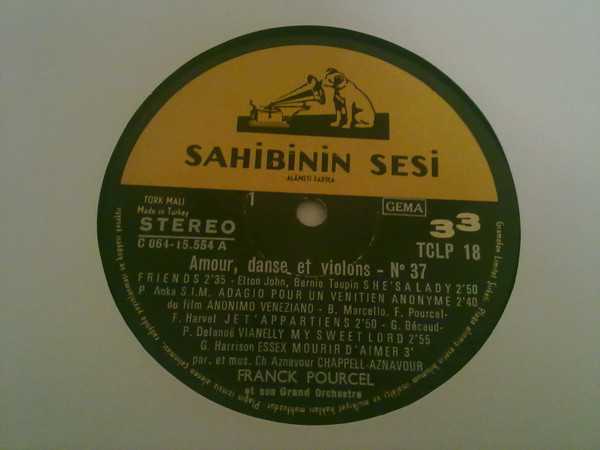 SAHİBİNİN SESİ
ALÂMETİ FARİKA
TÜRK MALI
Made in Turkey
STEREO
C 064-15.554 A
1
GEMA
33
TCLP 18
Amour, danse et violons - N° 37
FRIENDS 2'35 - Elton John, Bernie Taupin SHE'S A LADY 2'50
P. Anka S.I.M. ADAGIO POUR UN VENITIEN ANONYME 2'40
du film ANONIMO VENEZIANO - B. Marcello, F. Pourcel-
F. Harvel JE T'APPARTIENS 2'50 - G. Bécaud-
P. Delanoé VIANELLY MY SWEET LORD 2'55
G. Harrison ESSEX MOURIR D'AIMER 3'
par. et mus. Ch Aznavour CHAPPELL-AZNAVOUR
FRANCK POURCEL
et son Grand Orchestre